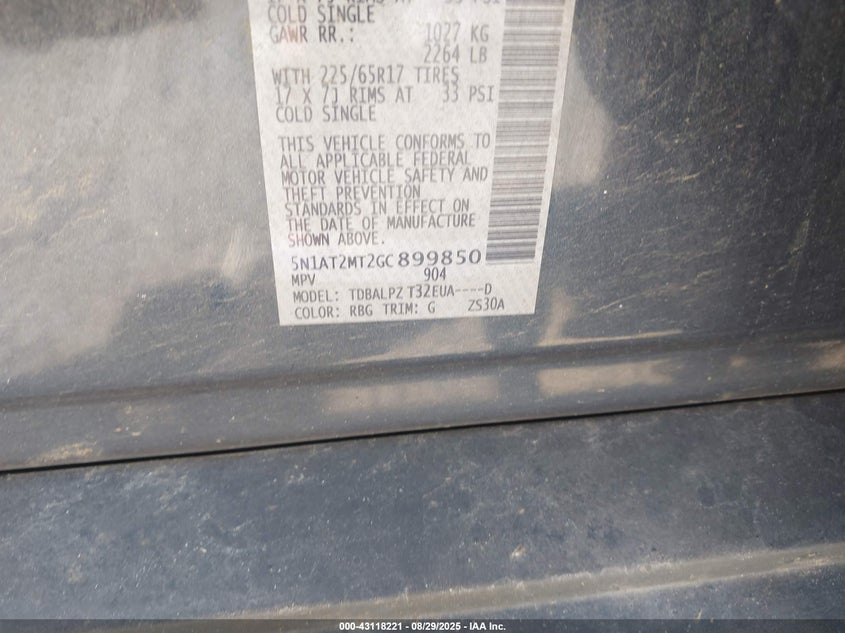 COLD SINGLE
GAWR RR.: 1027 KG
2264 LB
WITH 225/65R17 TIRES
17 X 7J RIMS AT 33 PSI
COLD SINGLE
THIS VEHICLE CONFORMS TO
ALL APPLICABLE FEDERAL
MOTOR VEHICLE SAFETY AND
THEFT PREVENTION
STANDARDS IN EFFECT ON
THE DATE OF MANUFACTURE
SHOWN ABOVE.
5N1AT2MT2GC899850
MPV 904
MODEL: TDBALPZ T32EUA----D
COLOR: RBG TRIM: G ZS30A
000-43118221 | 08/29/2025 - IAA Inc.